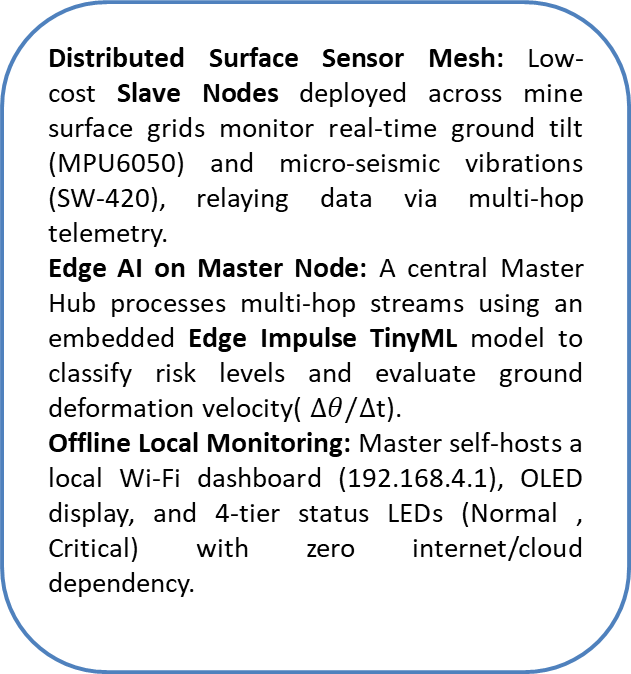 Distributed Surface Sensor Mesh: Low-
cost Slave Nodes deployed across mine
surface grids monitor real-time ground tilt
(MPU6050) and micro-seismic vibrations
(SW-420), relaying data via multi-hop
telemetry.
Edge AI on Master Node: A central Master
Hub processes multi-hop streams using an
embedded Edge Impulse TinyML model to
classify risk levels and evaluate ground
deformation velocity( Δ𝜃/Δt).
Offline Local Monitoring: Master self-hosts a
local Wi-Fi dashboard (192.168.4.1), OLED
display, and 4-tier status LEDs (Normal ,
Critical) with zero internet/cloud
dependency.